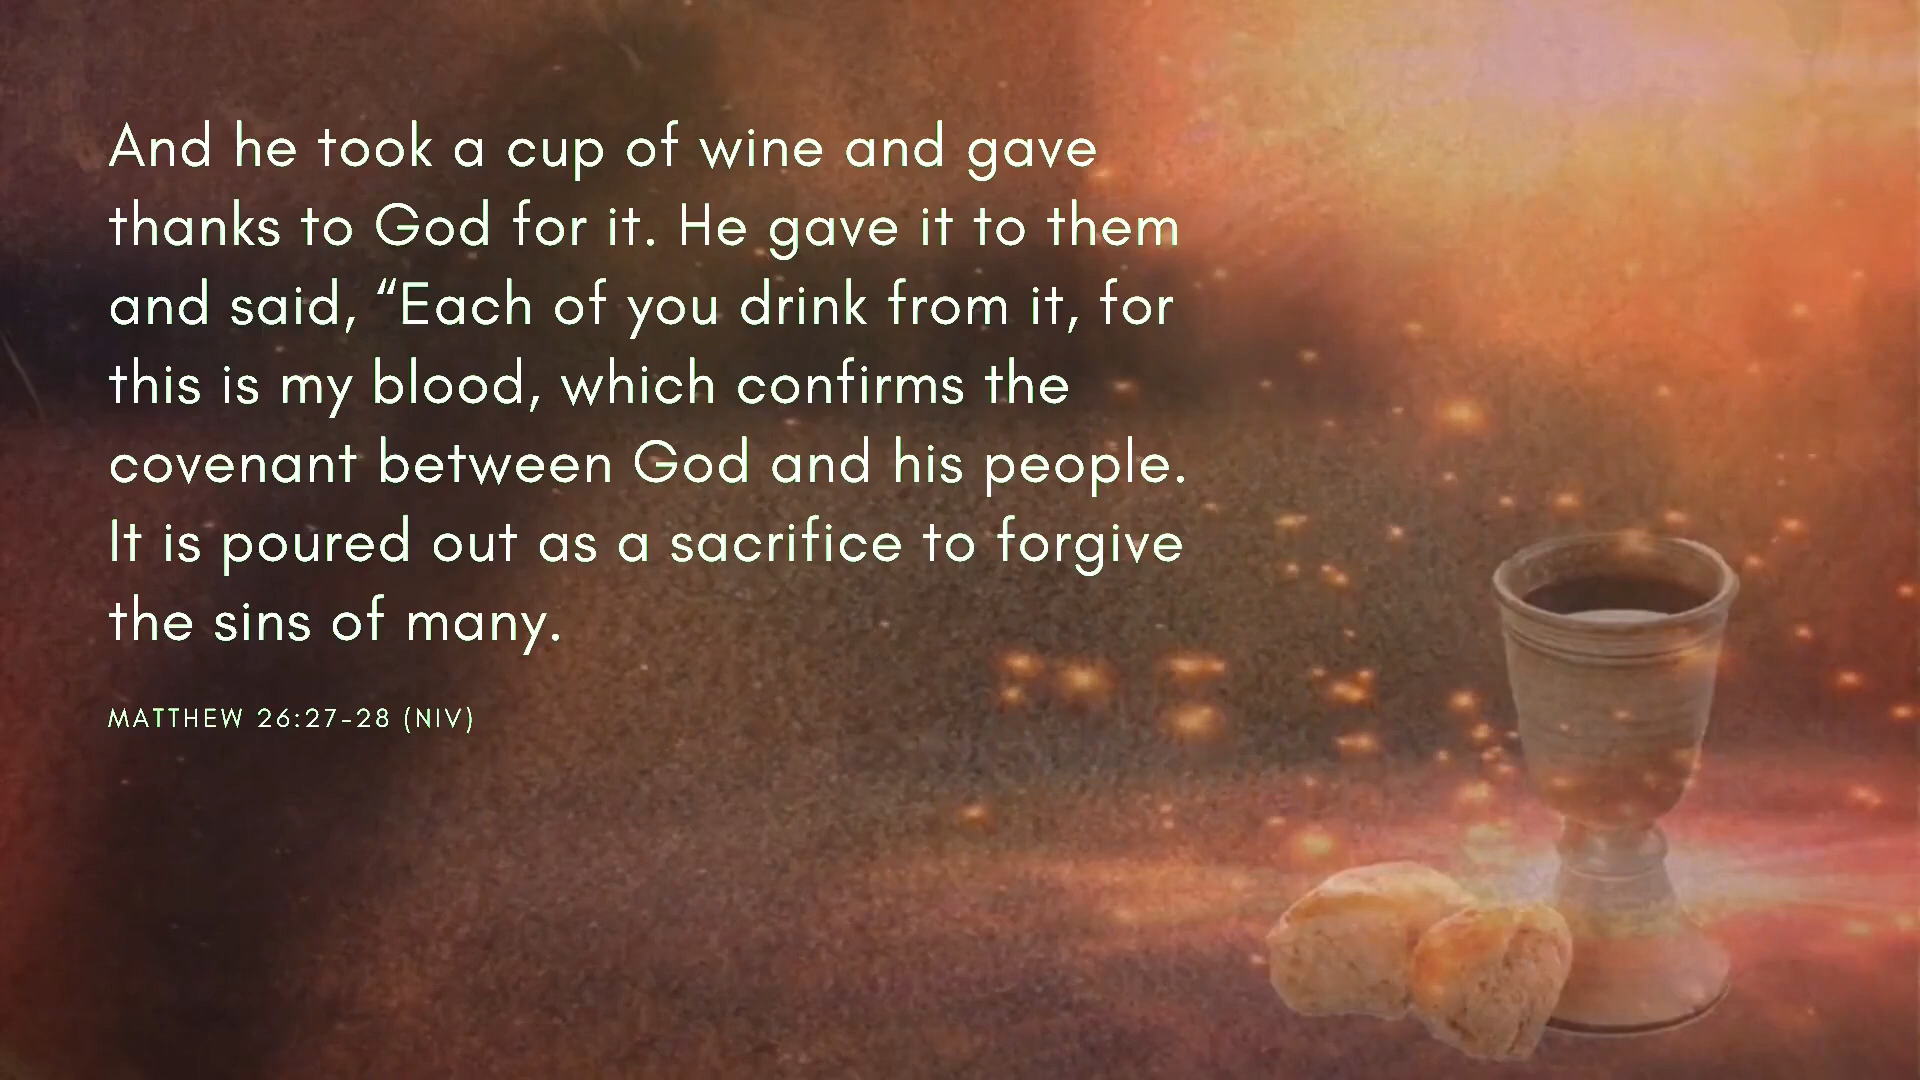 And he took a cup of wine and gave
thanks to God for it. He gave it to them
and said, “Each of you drink from it, for
this is my blood, which confirms the
covenant between God and his people.
It is poured out as a sacrifice to forgive
the sins of many.
MATTHEW 26:27-28 (NIV)